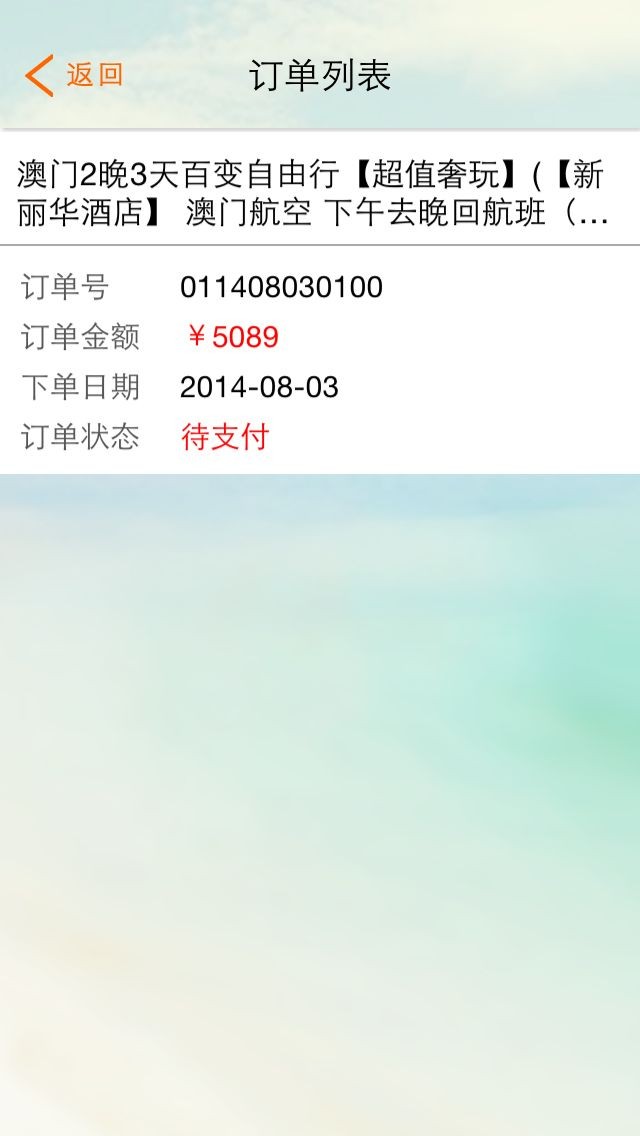 返回
订单列表
澳门2晚3天百变自由行【超值奢玩】(【新
丽华酒店】 澳门航空 下午去晚回航班（...
订单号 011408030100
订单金额 ￥5089
下单日期 2014-08-03
订单状态 待支付